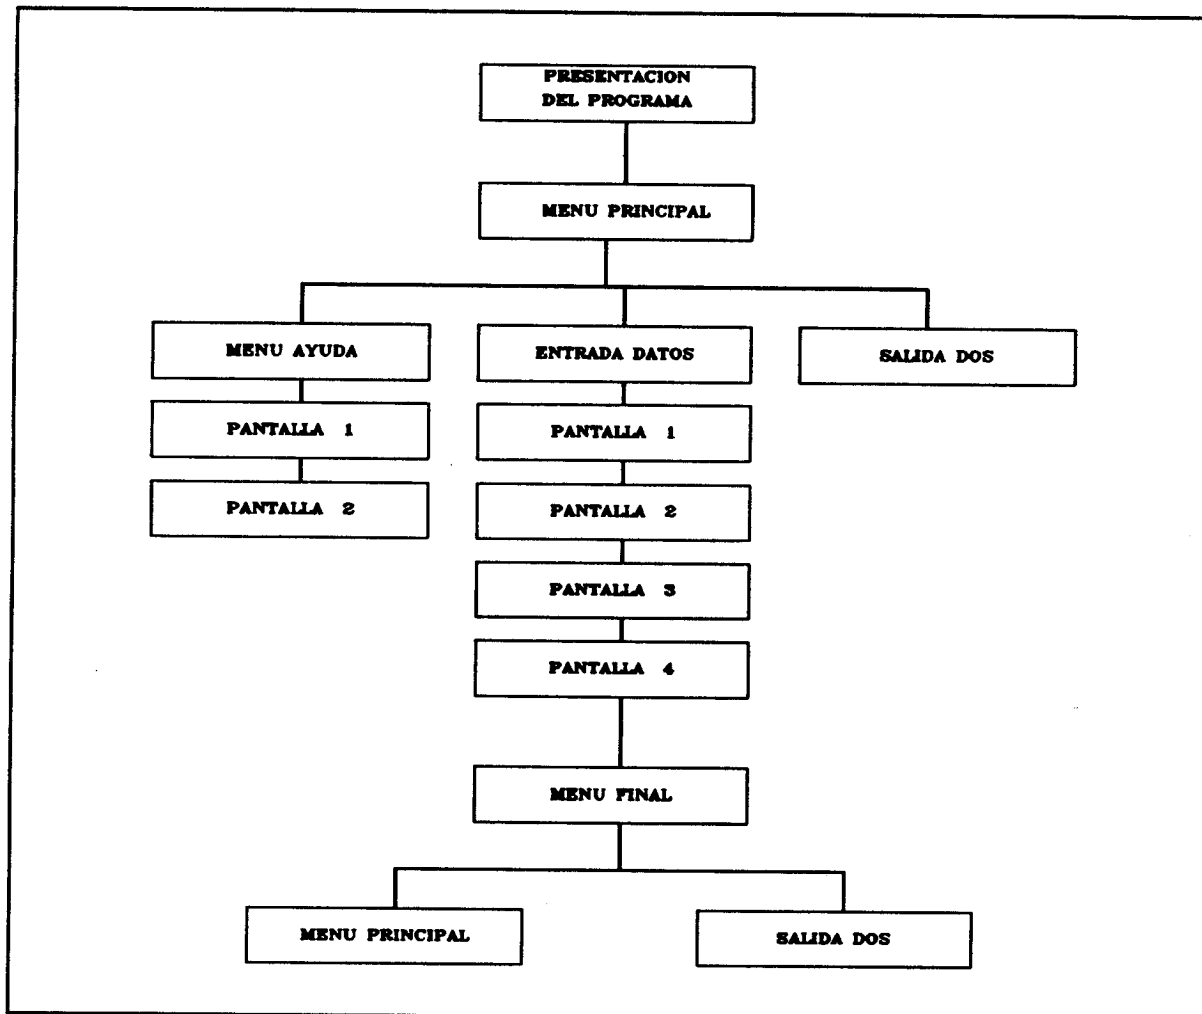 PRESENTACION
DEL PROGRAMA
MENU PRINCIPAL
MENU AYUDA
ENTRADA DATOS
SALIDA DOS
PANTALLA 1
PANTALLA 1
PANTALLA 2
PANTALLA 2
PANTALLA 3
PANTALLA 4
MENU FINAL
MENU PRINCIPAL
SALIDA DOS